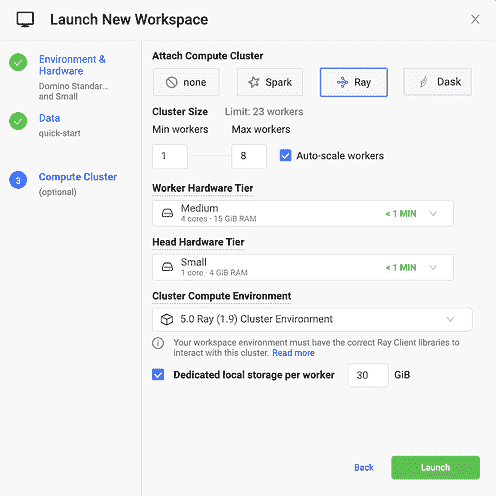 Launch New Workspace
Environment &
Hardware
Domino Standar...
and Small
Data
quick-start
3
Compute Cluster
(optional)
Attach Compute Cluster
none
Spark
Ray
Dask
Cluster Size Limit: 23 workers
Min workers Max workers
1 8 Auto-scale workers
Worker Hardware Tier
Medium
4 cores · 15 GiB RAM
< 1 MIN
Head Hardware Tier
Small
1 core · 4 GiB RAM
< 1 MIN
Cluster Compute Environment
5.0 Ray (1.9) Cluster Environment
Your workspace environment must have the correct Ray Client libraries to
interact with this cluster. Read more
Dedicated local storage per worker 30 GiB
Back Launch